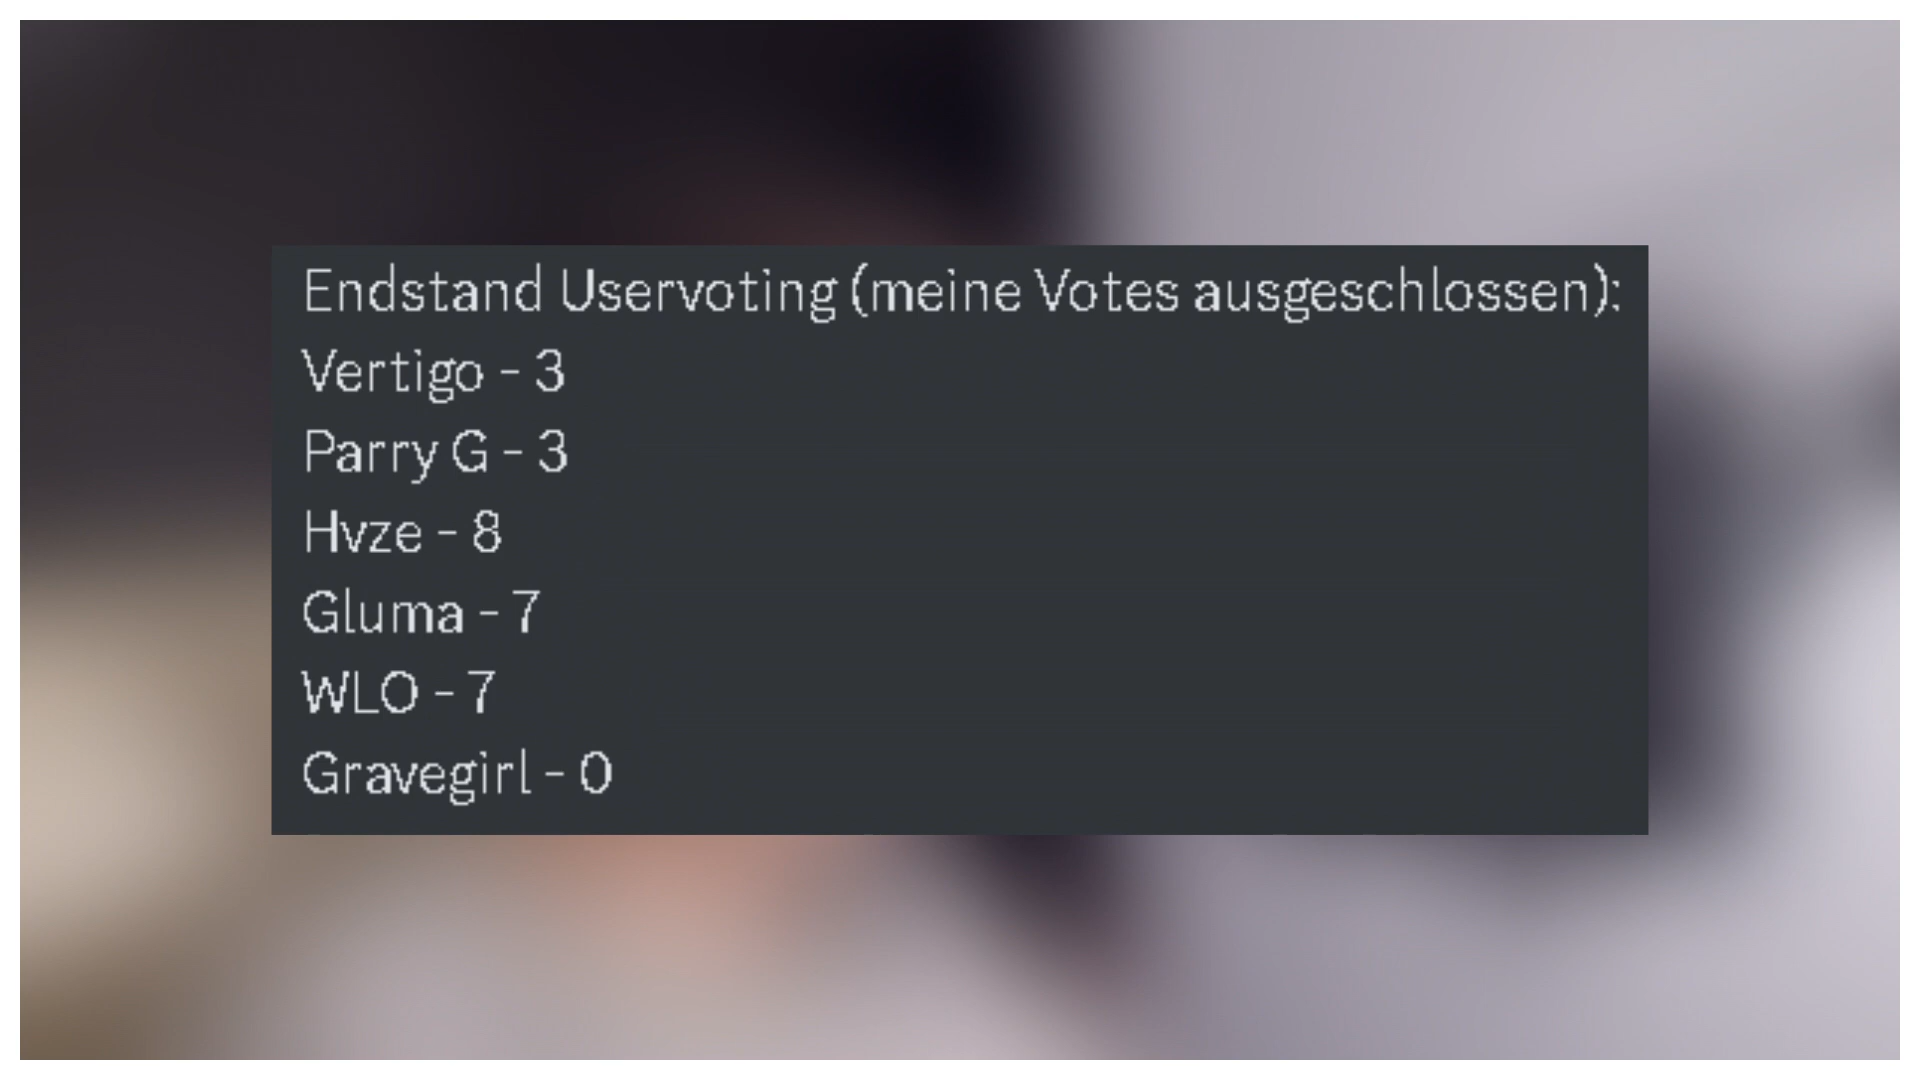 Endstand Uservoting (meine Votes ausgeschlossen):
Vertigo - 3
Parry G - 3
Hvze - 8
Gluma - 7
WLO - 7
Gravegirl - 0